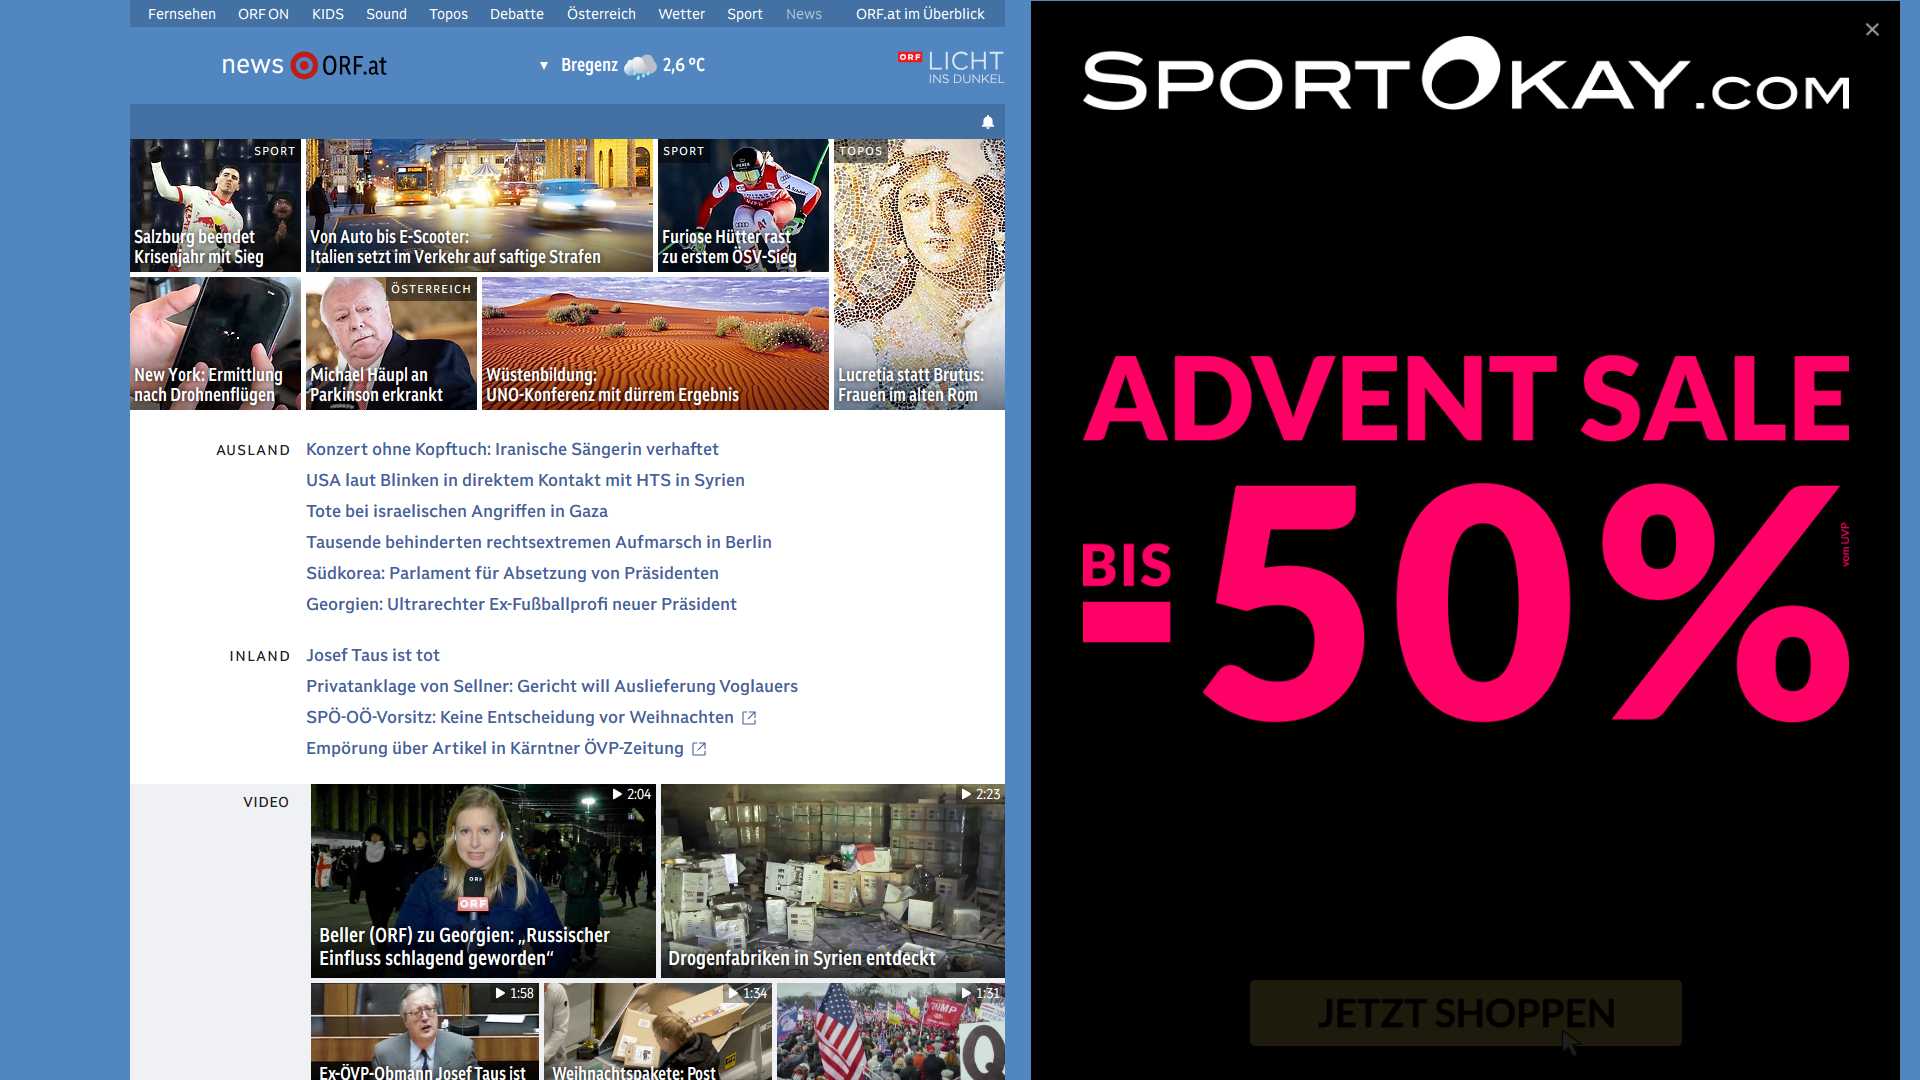 Fernsehen ORF ON KIDS Sound Topos Debatte Österreich Wetter Sport News ORF.at im Überblick
news ORF.at
▼ Bregenz 2,6 °C
ORF LICHT
INS DUNKEL
SPORT
Salzburg beendet
Krisenjahr mit Sieg
Von Auto bis E-Scooter:
Italien setzt im Verkehr auf saftige Strafen
SPORT
Furiose Hütter rast
zu erstem ÖSV-Sieg
TOPOS
Lucretia statt Brutus:
Frauen im alten Rom
New York: Ermittlung
nach Drohnenflügen
ÖSTERREICH
Michael Häupl an
Parkinson erkrankt
Wüstenbildung:
UNO-Konferenz mit dürrem Ergebnis
AUSLAND
Konzert ohne Kopftuch: Iranische Sängerin verhaftet
USA laut Blinken in direktem Kontakt mit HTS in Syrien
Tote bei israelischen Angriffen in Gaza
Tausende behinderten rechtsextremen Aufmarsch in Berlin
Südkorea: Parlament für Absetzung von Präsidenten
Georgien: Ultrarechter Ex-Fußballprofi neuer Präsident
INLAND
Josef Taus ist tot
Privatanklage von Sellner: Gericht will Auslieferung Voglauers
SPÖ-OÖ-Vorsitz: Keine Entscheidung vor Weihnachten
Empörung über Artikel in Kärntner ÖVP-Zeitung
VIDEO
2:04
ORF
ORF
Beller (ORF) zu Georgien: „Russischer
Einfluss schlagend geworden“
2:23
Drogenfabriken in Syrien entdeckt
1:58
Ex-ÖVP-Obmann Josef Taus ist
1:34
Weihnachtspakete: Post
1:31
TRUMP
Q
SPORTOKAY.COM
ADVENT SALE
BIS
-50%
vom UVP
JETZT SHOPPEN